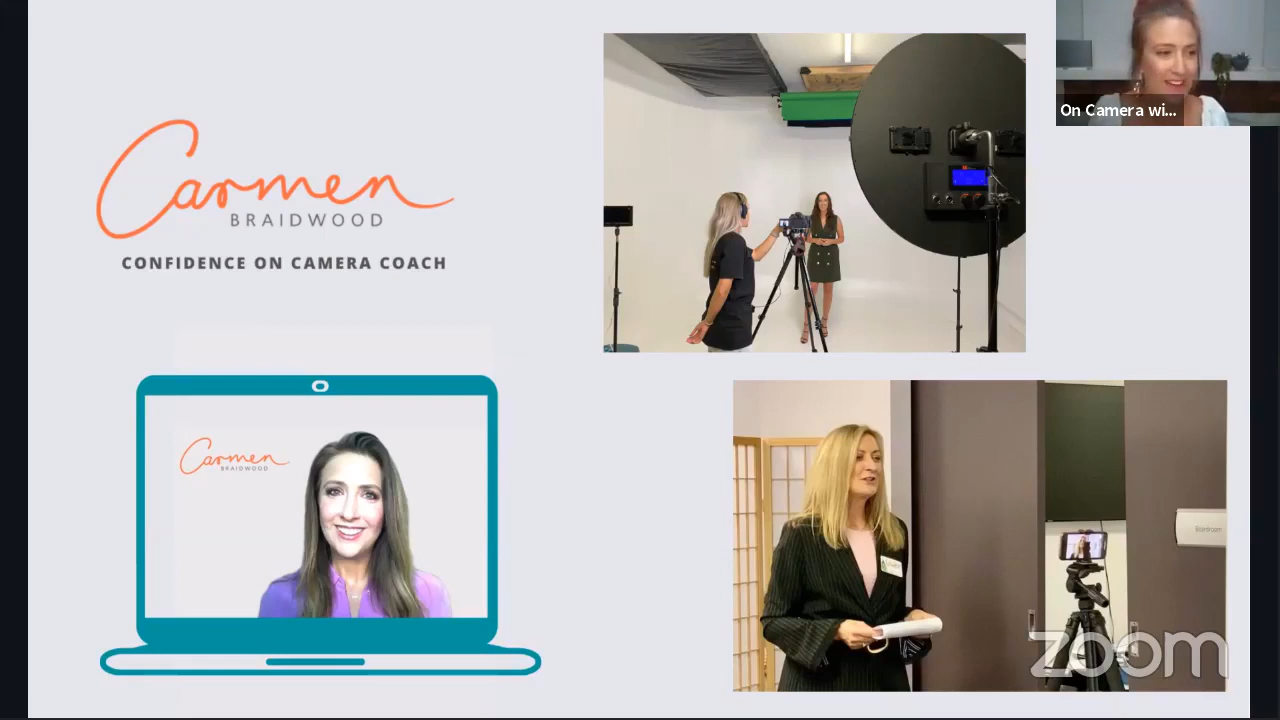 Carmen
BRAIDWOOD
CONFIDENCE ON CAMERA COACH
On Camera wi...
Carmen
BRAIDWOOD
zoom